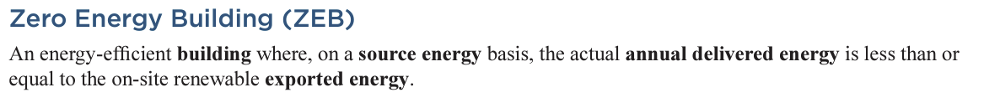 Zero Energy Building (ZEB)
An energy-efficient building where, on a source energy basis, the actual annual delivered energy is less than or
equal to the on-site renewable exported energy.